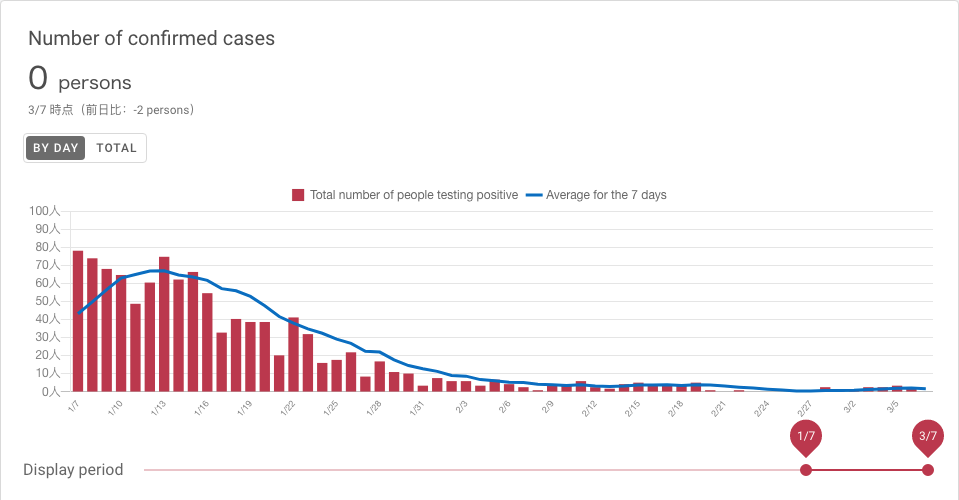 Number of confirmed cases
0 persons
3/7 時点（前日比：-2 persons）
BY DAY TOTAL
Total number of people testing positive Average for the 7 days
100人
90人
80人
70人
60人
50人
40人
30人
20人
10人
0人
1/7 1/10 1/13 1/16 1/19 1/22 1/25 1/28 1/31 2/3 2/6 2/9 2/12 2/15 2/18 2/21 2/24 2/27 3/2 3/5
1/7 3/7
Display period